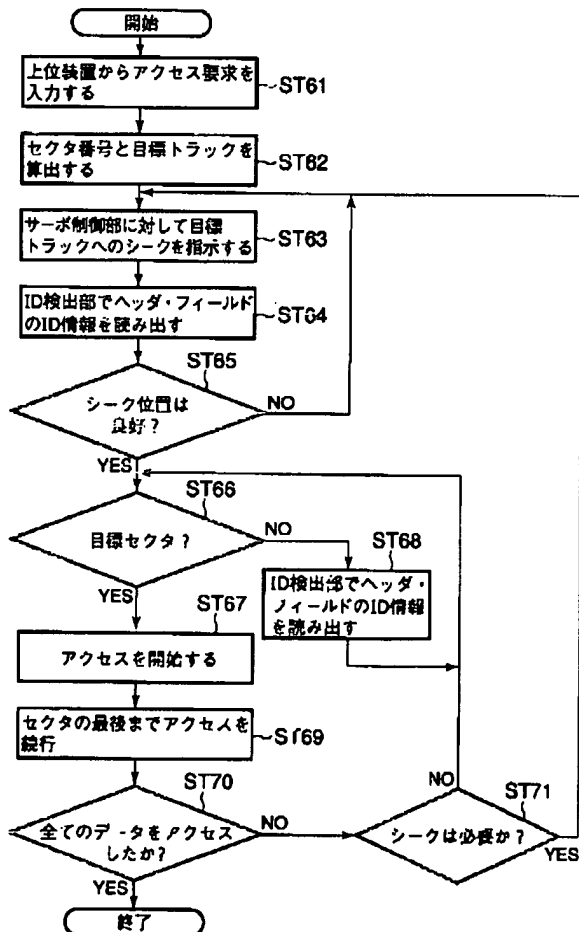 開始
上位装置からアクセス要求を
入力する
ST61
セクタ番号と目標トラックを
算出する
ST62
サーボ制御部に対して目標
トラックへのシークを指示する
ST63
ID検出部でヘッダ・フィールド
のID情報を読み出す
ST64
ST65
シーク位置は
良好?
NO
YES
ST66
目標セクタ?
NO
YES
ST68
ID検出部でヘッダ・
フィールドのID情報
を読み出す
ST67
アクセスを開始する
セクタの最後までアクセスを
続行
ST69
ST70
全てのデータをアクセス
したか?
NO
YES
ST71
シークは必要か?
NO
YES
終了